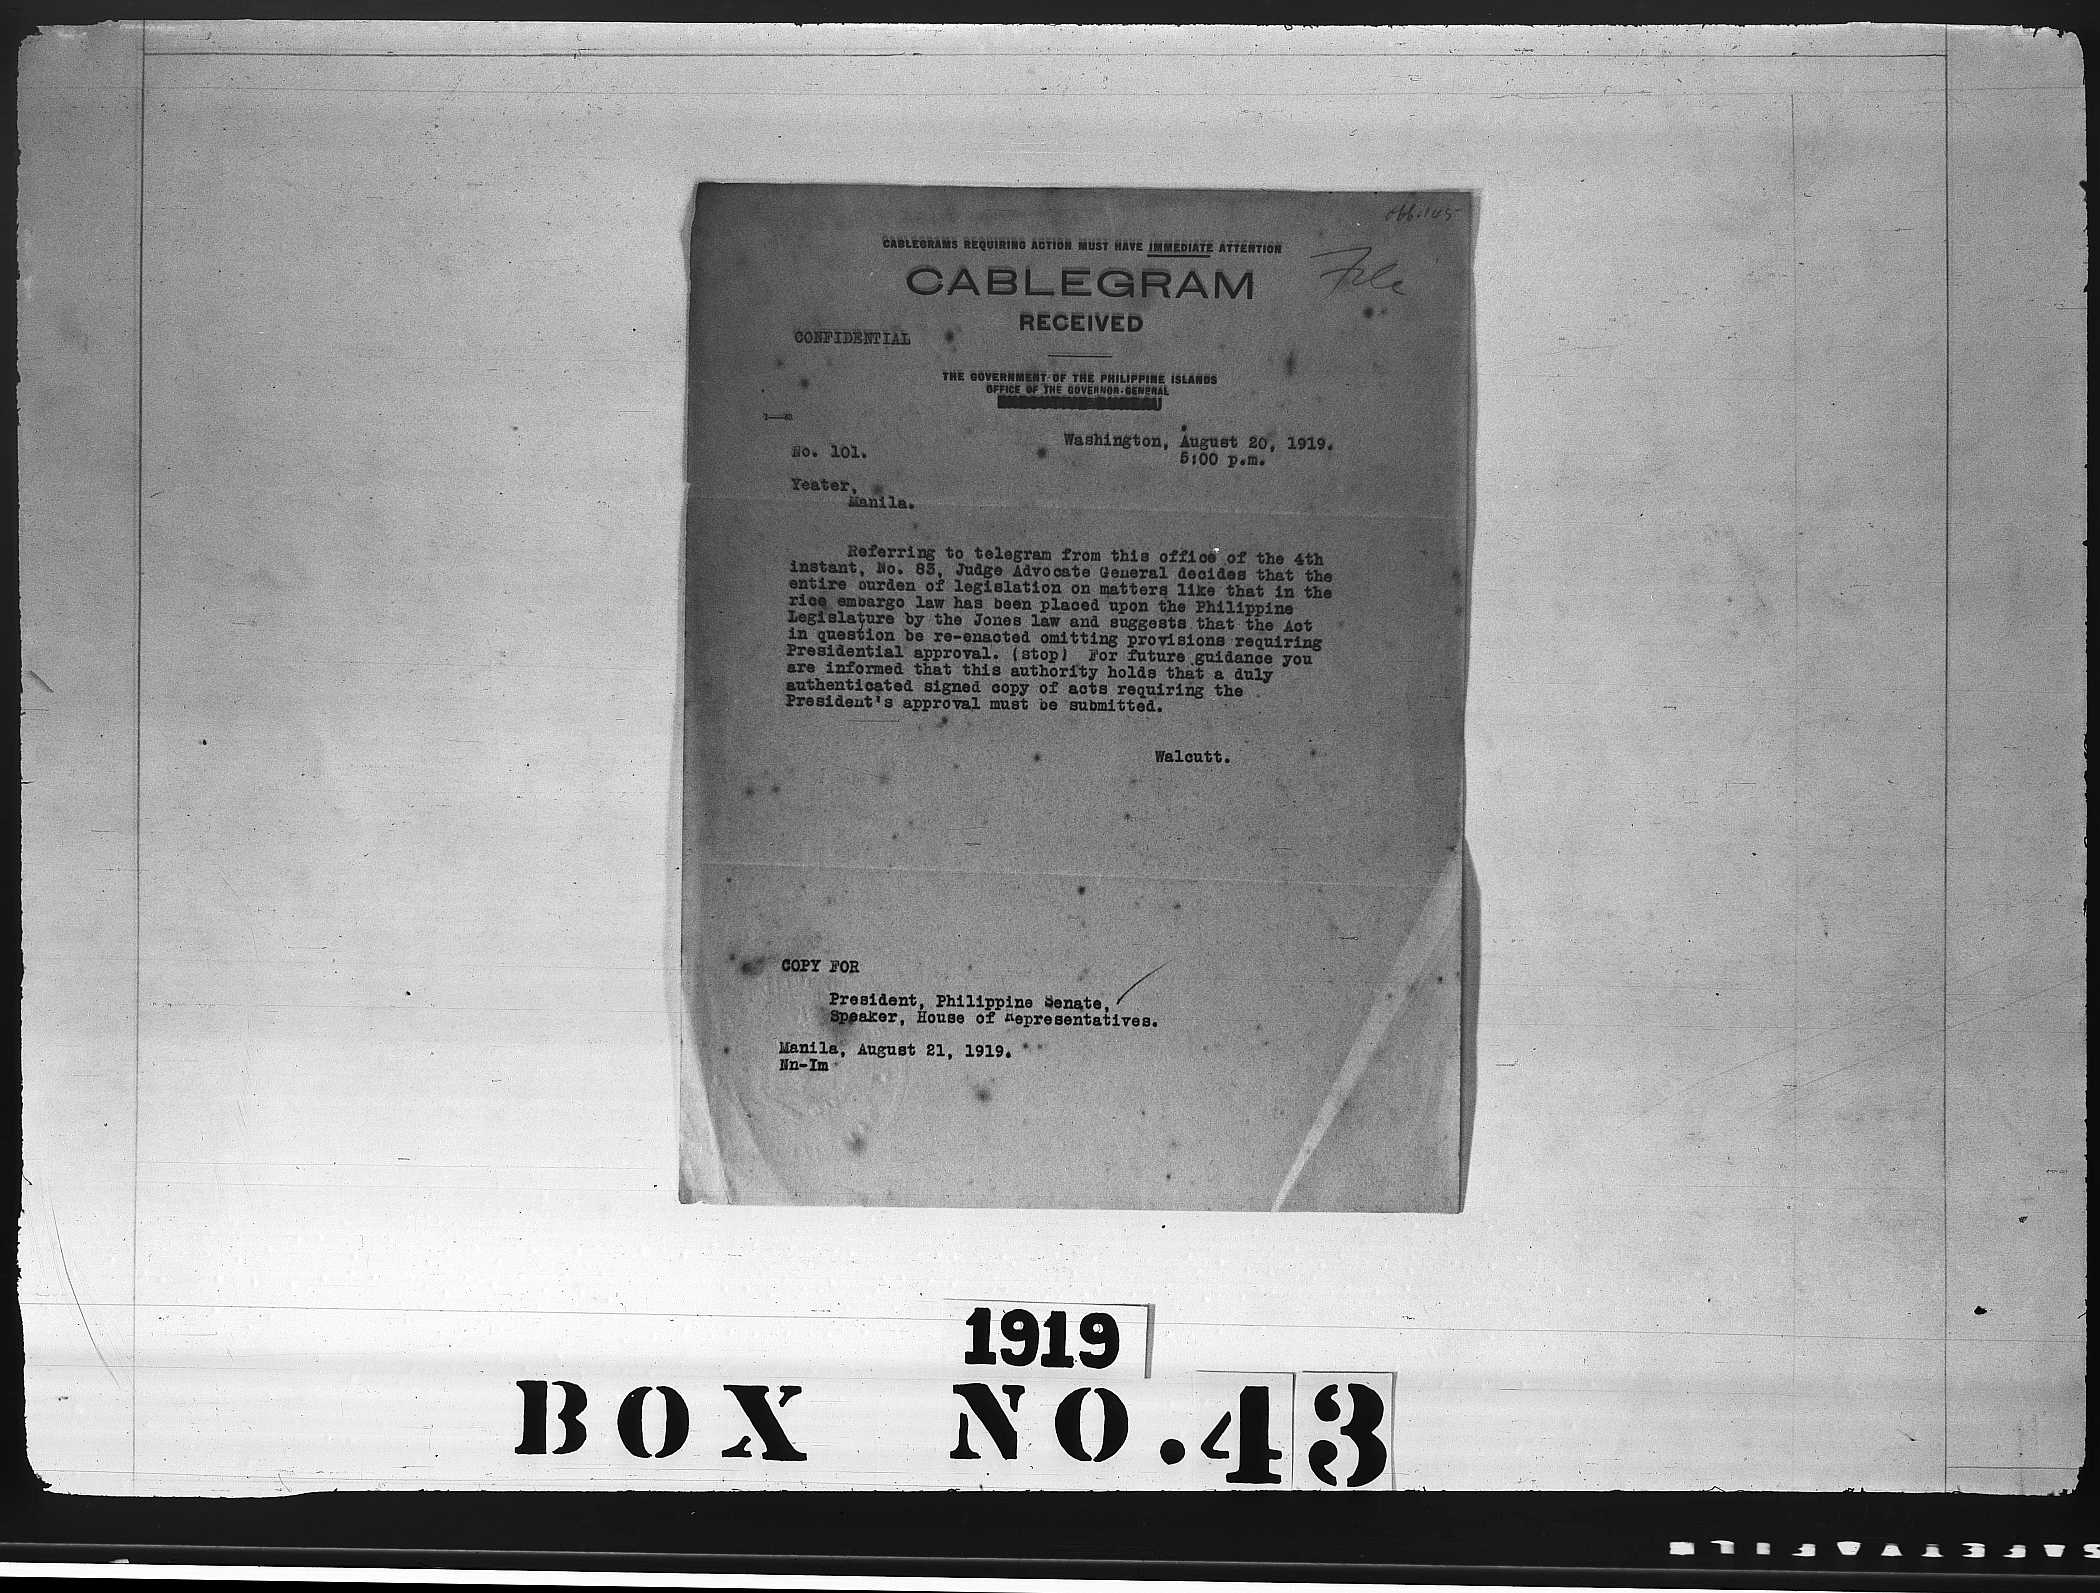 CABLEGRAMS REQUIRING ACTION MUST HAVE IMMEDIATE ATTENTION
CABLEGRAM
File
RECEIVED
CONFIDENTIAL
THE GOVERNMENT OF THE PHILIPPINE ISLANDS
OFFICE OF THE GOVERNOR-GENERAL
Washington, August 20, 1919.
No. 101.
5:00 p.m.
Yeater,
Manila.
Referring to telegram from this office of the 4th
instant, No. 83, Judge Advocate General decides that the
entire burden of legislation on matters like that in the
rice embargo law has been placed upon the Philippine
Legislature by the Jones law and suggests that the Act
in question be re-enacted omitting provisions requiring
Presidential approval. (stop) For future guidance you
are informed that this authority holds that a duly
authenticated signed copy of acts requiring the
President's approval must be submitted.
Walcutt.
COPY FOR
President, Philippine Senate,
Speaker, House of Representatives.
Manila, August 21, 1919.
Nn-Im
1919
BOX NO.43